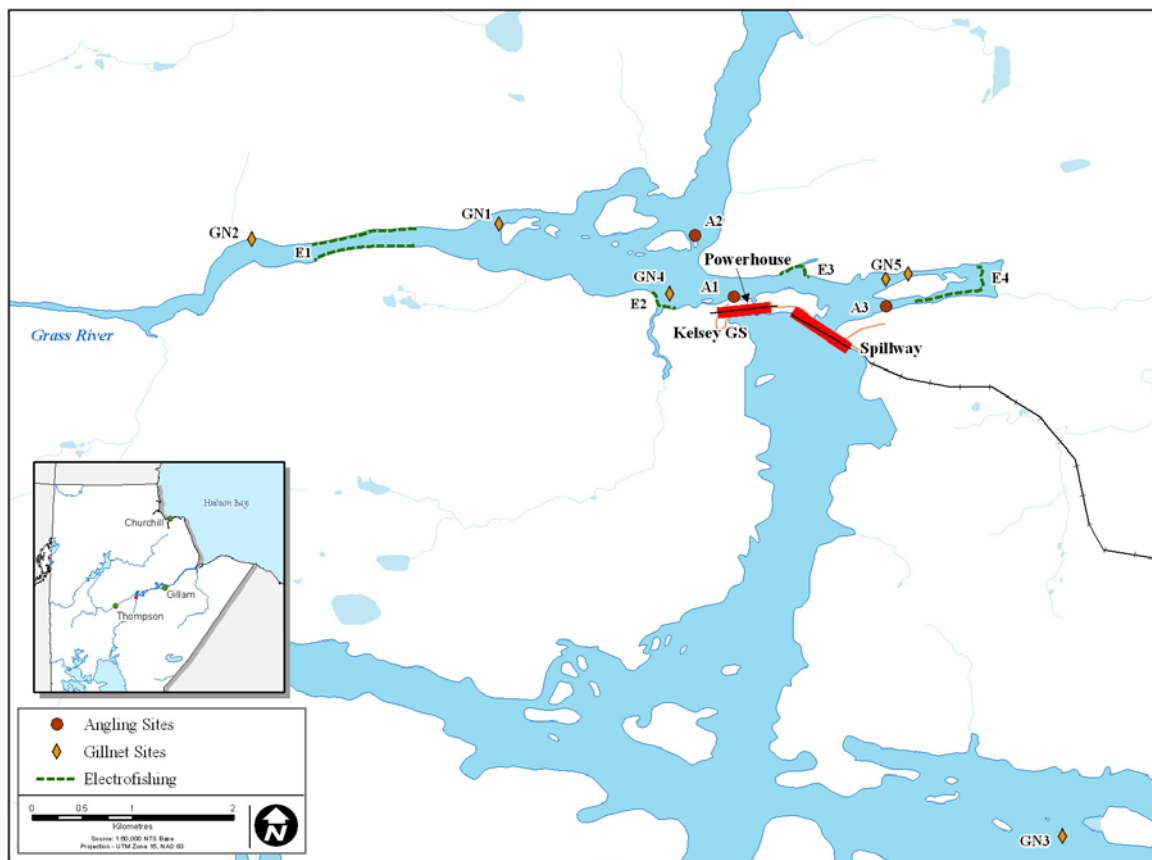 A2
GN1
GN2
E1
Powerhouse
E3
GN5
GN4
E4
A1
E2
A3
Grass River
Kelsey GS
Spillway
Hudson Bay
Churchill
Gillam
Thompson
Angling Sites
Gillnet Sites
Electrofishing
0 0.5 1 2
Kilometres
Source: 1:50,000 NTS Base
Projection - UTM Zone 15, NAD 83
N
GN3